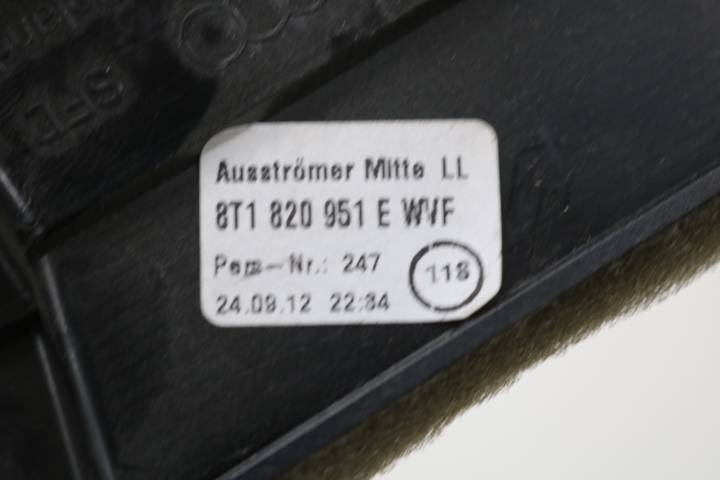 Ausströmer Mitte LL
8T1 820 951 E WVF
Pers-Nr.: 247
118
24.09.12 22:34